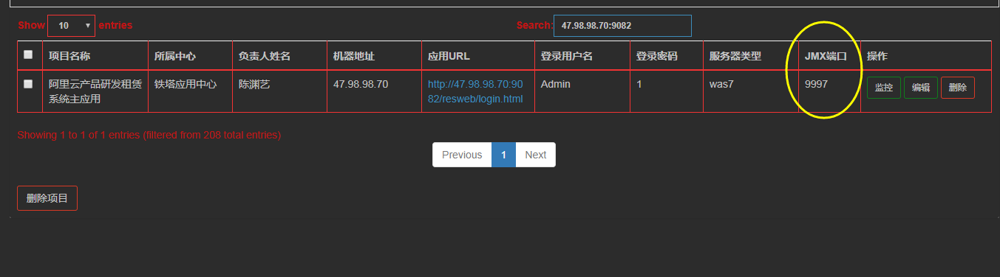 Show 10 entries Search: 47.98.98.70:9082
项目名称 所属中心 负责人姓名 机器地址 应用URL 登录用户名 登录密码 服务器类型 JMX端口 操作
阿里云产品研发租赁 铁塔应用中心 陈渊艺 47.98.98.70 http://47.98.98.70:90 Admin 1 was7 9997 监控 编辑 删除
系统主应用 82/resweb/login.html
Showing 1 to 1 of 1 entries (filtered from 208 total entries)
Previous 1 Next
删除项目